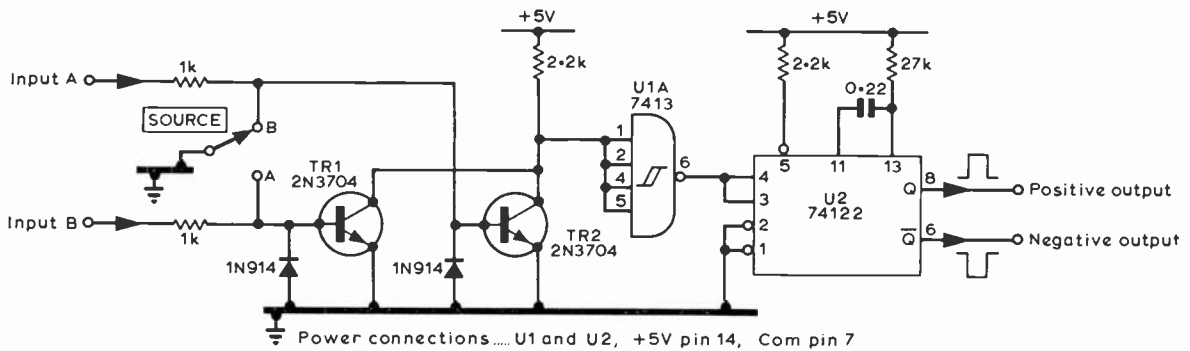 +5V
+5V
Input A
1k
2·2k
2·2k
27k
U1A
7413
0·22
SOURCE
B
1
2
4
5
6
5
11
13
A
TR1
2N3704
4
3
2
1
U2
74122
Q
8
Positive output
Q̅
6
Negative output
Input B
1k
TR2
2N3704
1N914
1N914
Power connections..... U1 and U2, +5V pin 14, Com pin 7